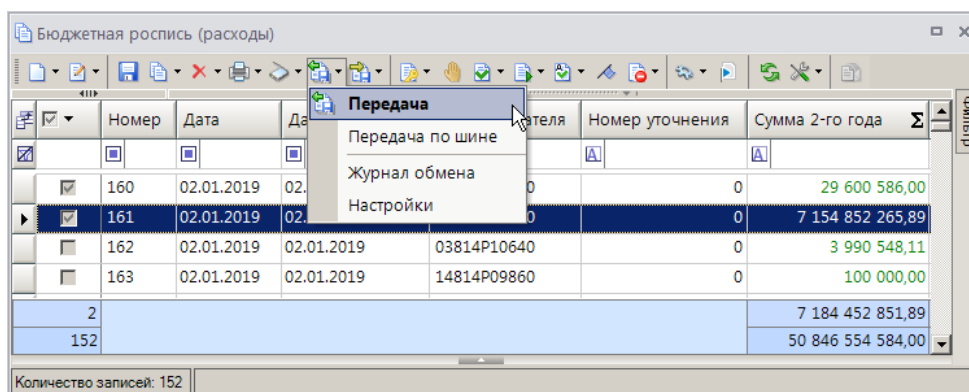 Бюджетная роспись (расходы)
Передача
Передача по шине
Журнал обмена
Настройки
Номер Дата Да ателя Номер уточнения Сумма 2-го года Σ
160 02.01.2019 02. 0 0 29 600 586,00
161 02.01.2019 02. 0 0 7 154 852 265,89
162 02.01.2019 02.01.2019 03814P10640 0 3 990 548,11
163 02.01.2019 02.01.2019 14814P09860 0 100 000,00
2 7 184 452 851,89
152 50 846 554 584,00
Количество записей: 152